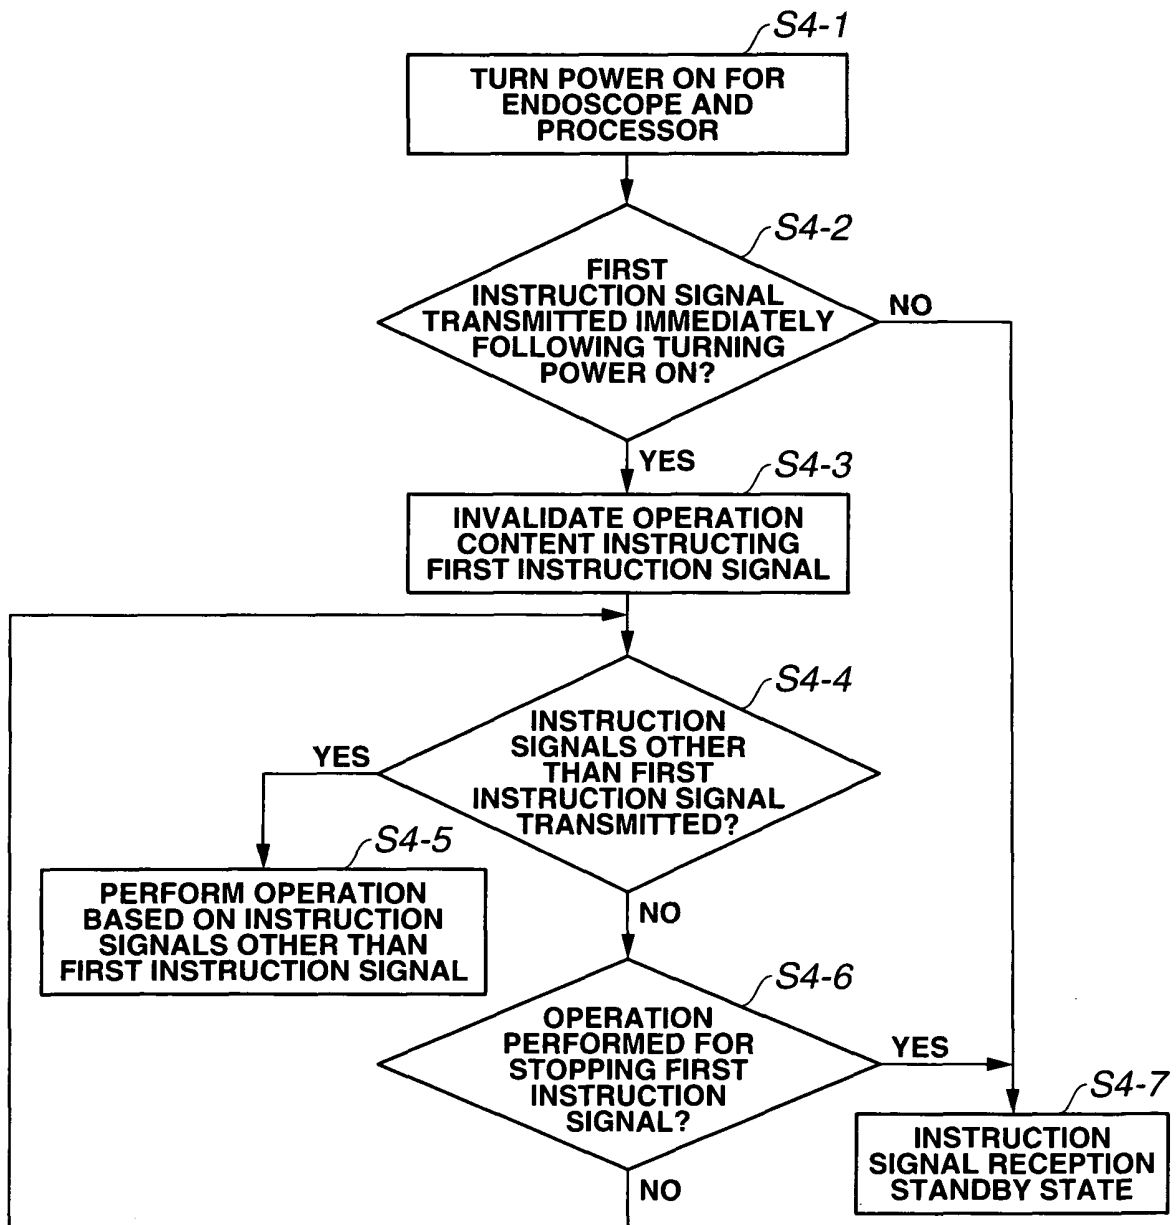 S4-1
TURN POWER ON FOR
ENDOSCOPE AND
PROCESSOR
S4-2
FIRST
INSTRUCTION SIGNAL
TRANSMITTED IMMEDIATELY
FOLLOWING TURNING
POWER ON?
NO
YES
S4-3
INVALIDATE OPERATION
CONTENT INSTRUCTING
FIRST INSTRUCTION SIGNAL
S4-4
INSTRUCTION
SIGNALS OTHER
THAN FIRST
INSTRUCTION SIGNAL
TRANSMITTED?
YES
S4-5
PERFORM OPERATION
BASED ON INSTRUCTION
SIGNALS OTHER THAN
FIRST INSTRUCTION SIGNAL
NO
S4-6
OPERATION
PERFORMED FOR
STOPPING FIRST
INSTRUCTION
SIGNAL?
YES
S4-7
INSTRUCTION
SIGNAL RECEPTION
STANDBY STATE
NO